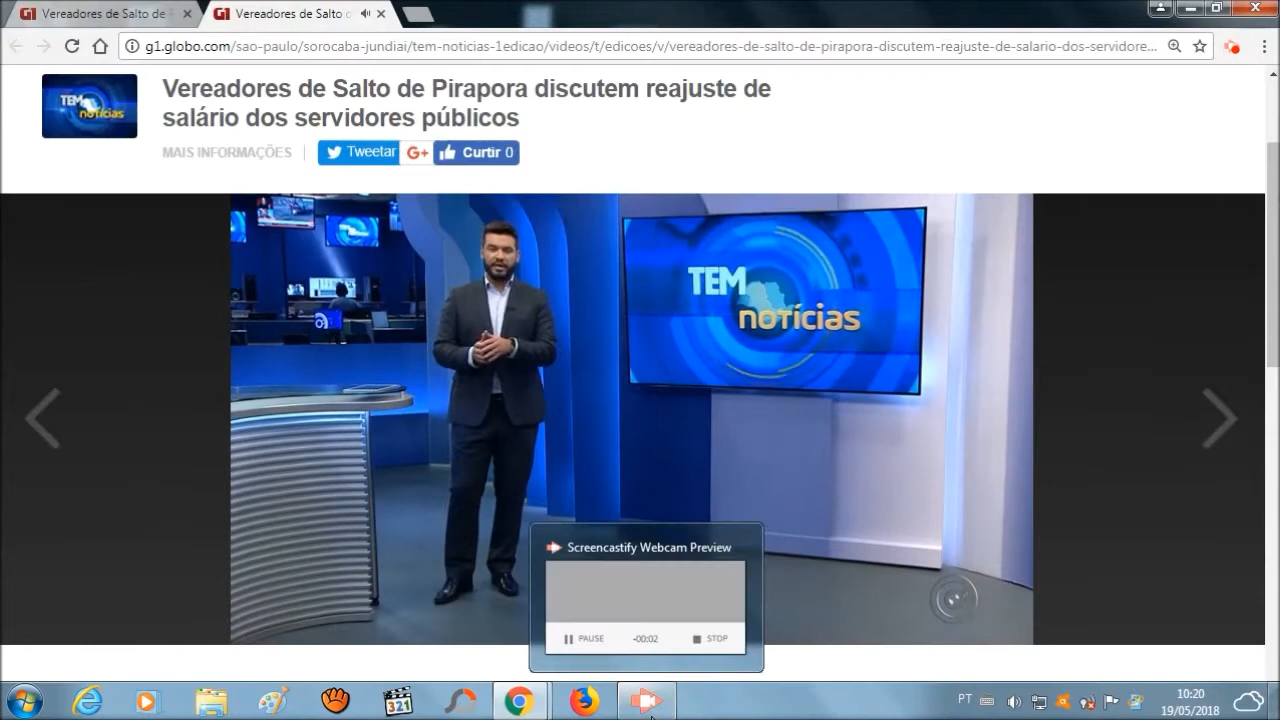 Vereadores de Salto de
Vereadores de Salto d
g1.globo.com/sao-paulo/sorocaba-jundiai/tem-noticias-1edicao/videos/t/edicoes/v/vereadores-de-salto-de-pirapora-discutem-reajuste-de-salario-dos-servidore...
TEM
notícias
Vereadores de Salto de Pirapora discutem reajuste de
salário dos servidores públicos
MAIS INFORMAÇÕES
Tweetar
G+
Curtir 0
TEM
notícias
Screencastify Webcam Preview
PAUSE -00:02 STOP
321
PT
10:20
19/05/2018